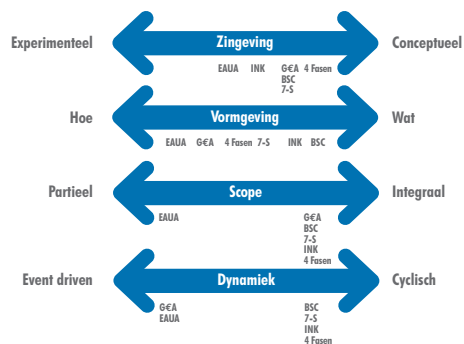 Experimenteel Zingeving Conceptueel
EAUA INK G€A 4 Fasen
BSC
7-S
Hoe Vormgeving Wat
EAUA G€A 4 Fasen 7-S INK BSC
Partieel Scope Integraal
EAUA G€A
BSC
7-S
INK
4 Fasen
Event driven Dynamiek Cyclisch
G€A BSC
EAUA 7-S
INK
4 Fasen